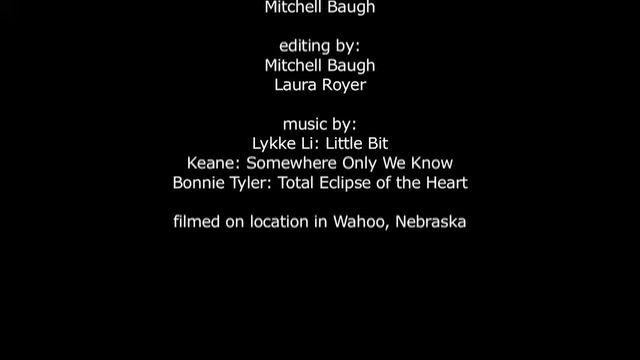 Mitchell Baugh
editing by:
Mitchell Baugh
Laura Royer
music by:
Lykke Li: Little Bit
Keane: Somewhere Only We Know
Bonnie Tyler: Total Eclipse of the Heart
filmed on location in Wahoo, Nebraska